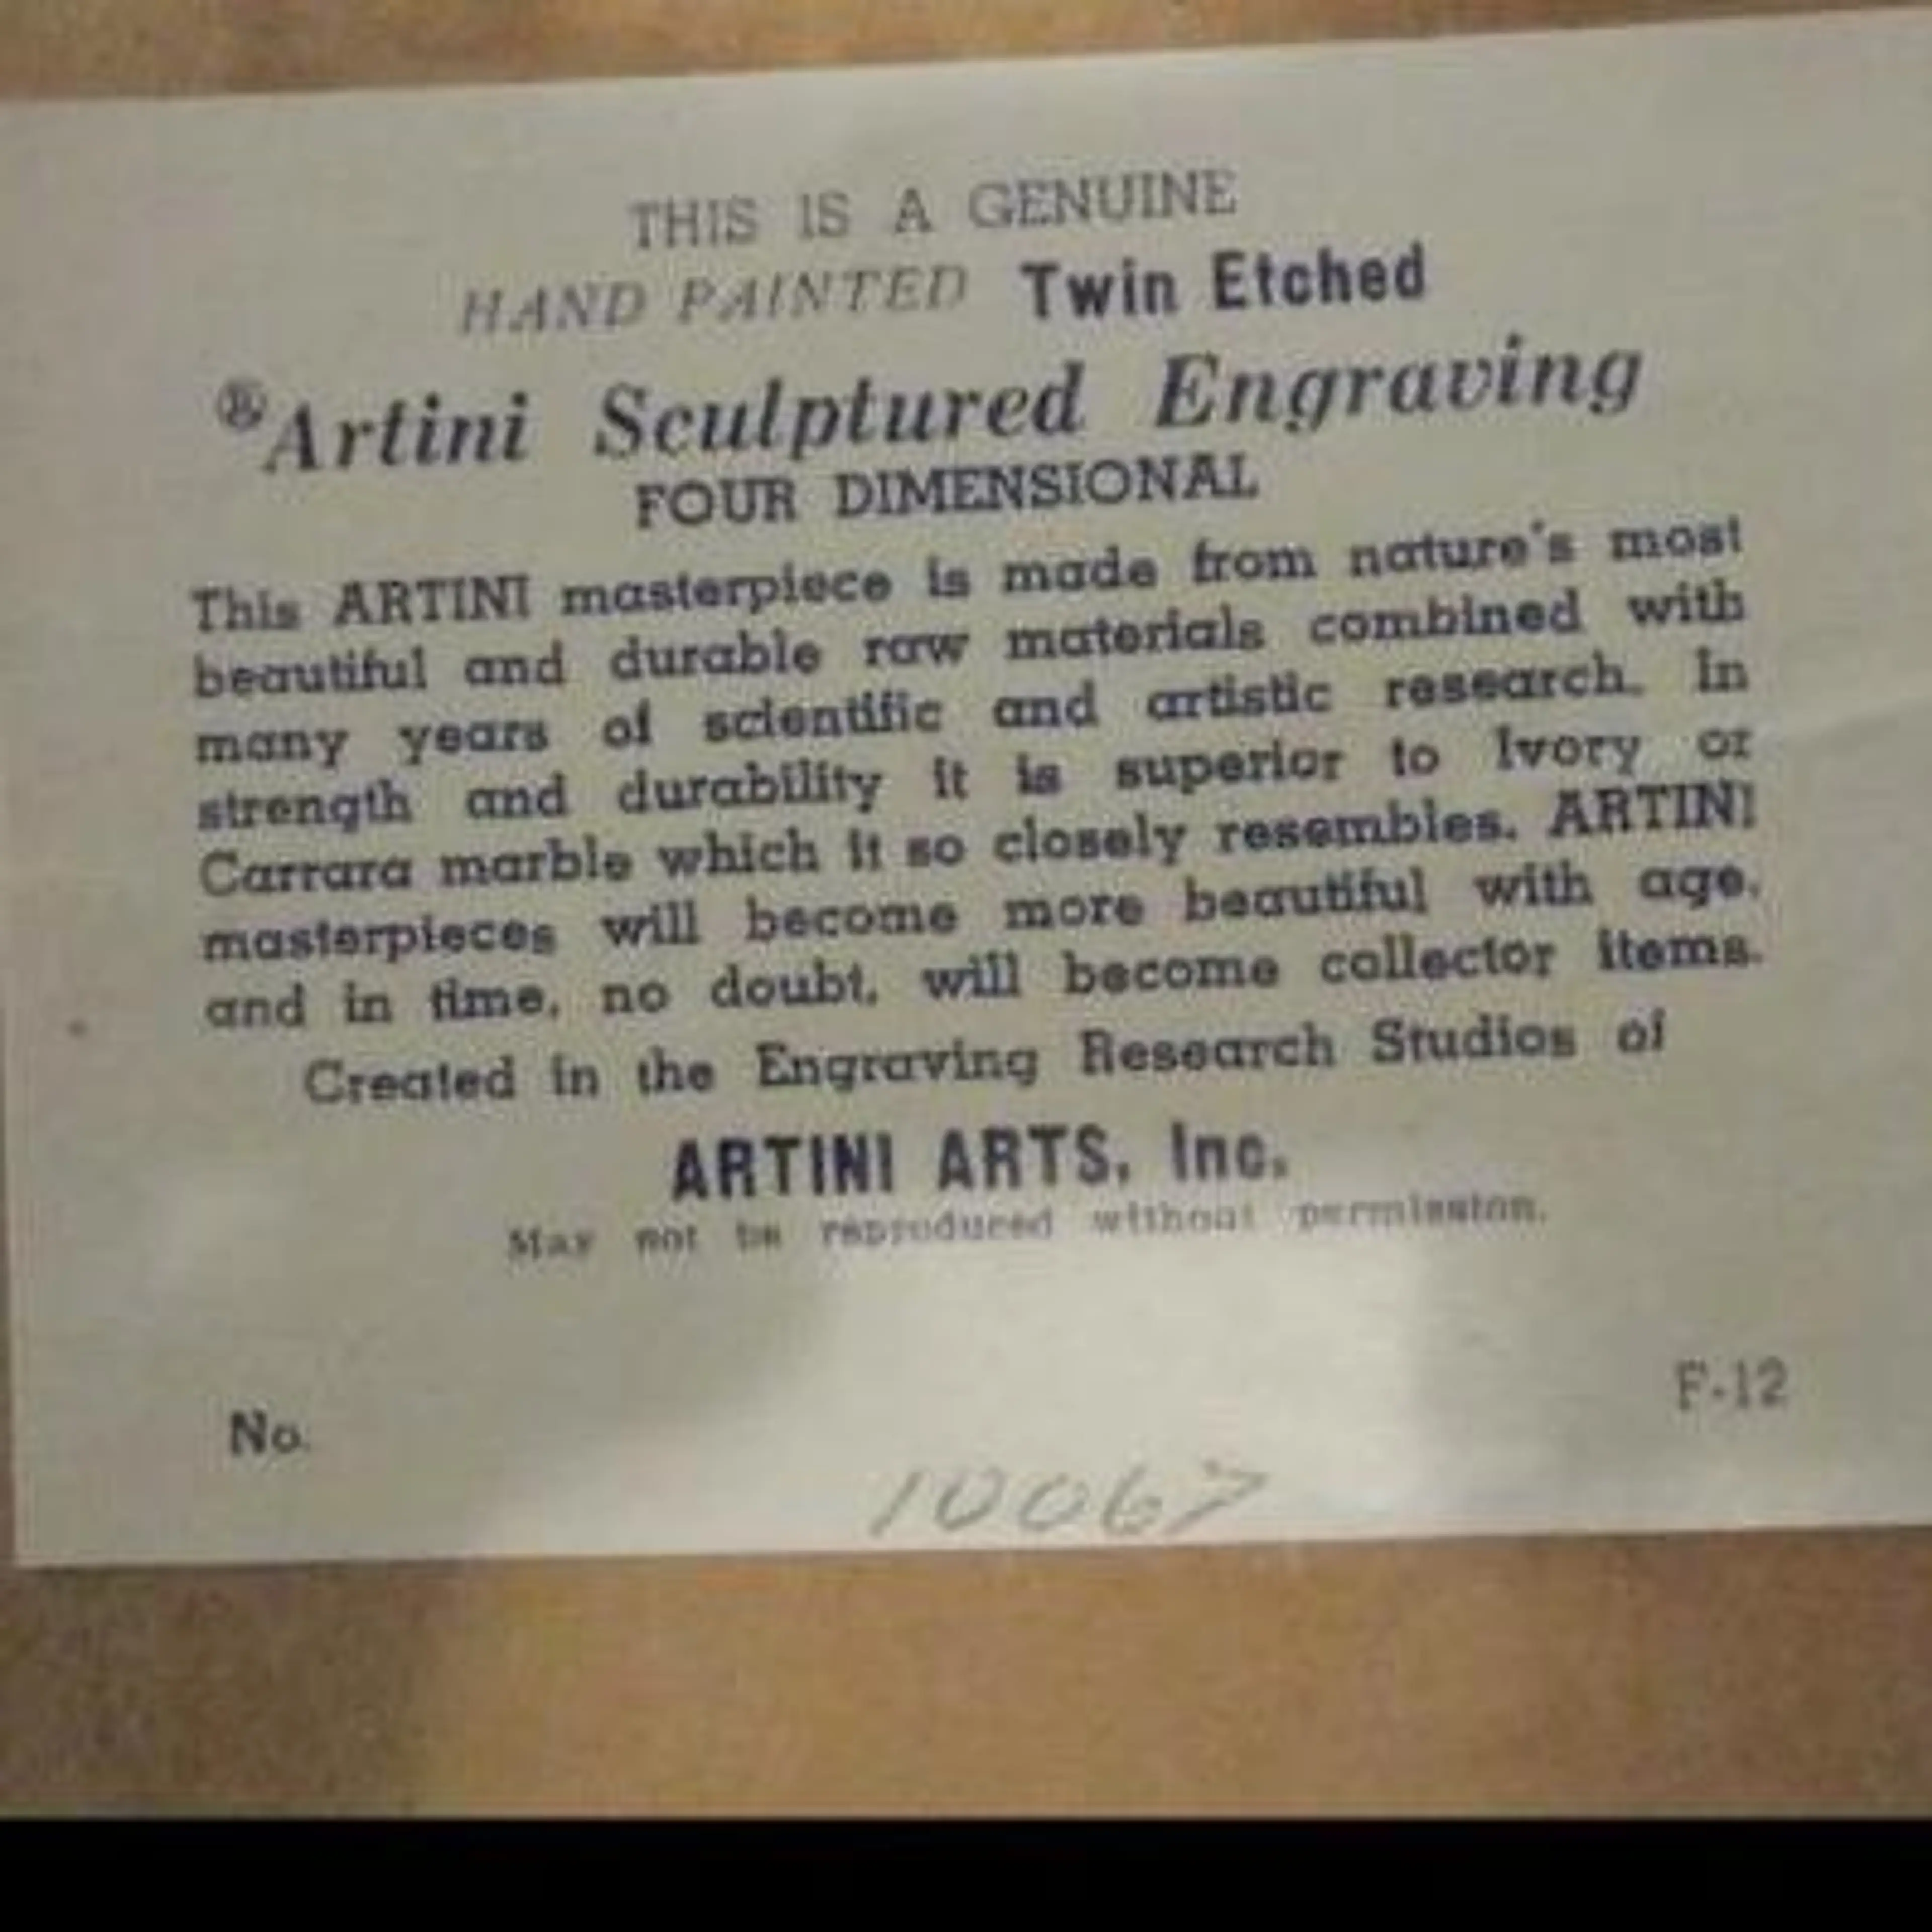 THIS IS A GENUINE
HAND PAINTED Twin Etched
®Artini Sculptured Engraving
FOUR DIMENSIONAL
This ARTINI masterpiece is made from nature's most
beautiful and durable raw materials combined with
many years of scientific and artistic research. In
strength and durability it is superior to Ivory or
Carrara marble which it so closely resembles. ARTINI
masterpieces will become more beautiful with age,
and in time, no doubt, will become collector items.
Created in the Engraving Research Studios of
ARTINI ARTS, Inc.
May not be reproduced without permission.
F-12
No.
10067